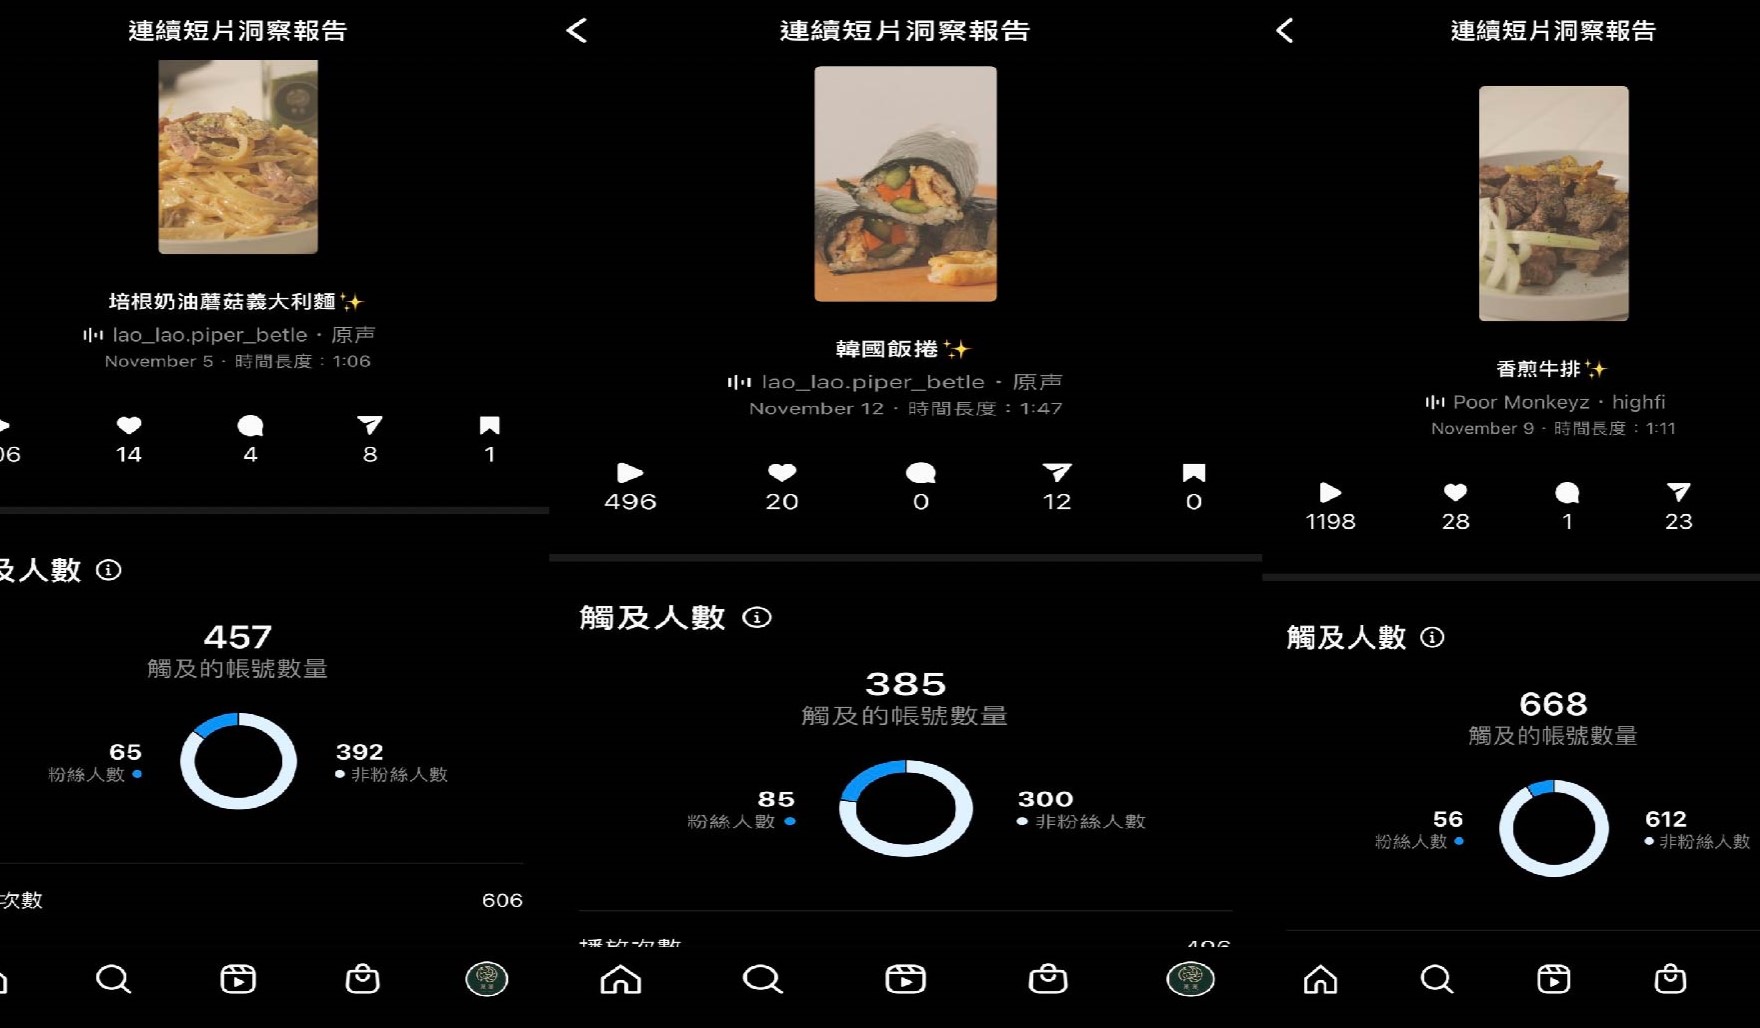 連續短片洞察報告
培根奶油蘑菇義大利麵✨
lao_lao.piper_betle · 原声
November 5 · 時間長度：1:06
06 14 4 8 1
及人數
457
觸及的帳號數量
65 392
粉絲人數 非粉絲人數
次數 606
連續短片洞察報告
韓國飯捲✨
lao_lao.piper_betle · 原声
November 12 · 時間長度：1:47
496 20 0 12 0
觸及人數
385
觸及的帳號數量
85 300
粉絲人數 非粉絲人數
播放次數 496
連續短片洞察報告
香煎牛排✨
Poor Monkeyz · highfi
November 9 · 時間長度：1:11
1198 28 1 23
觸及人數
668
觸及的帳號數量
56 612
粉絲人數 非粉絲人數